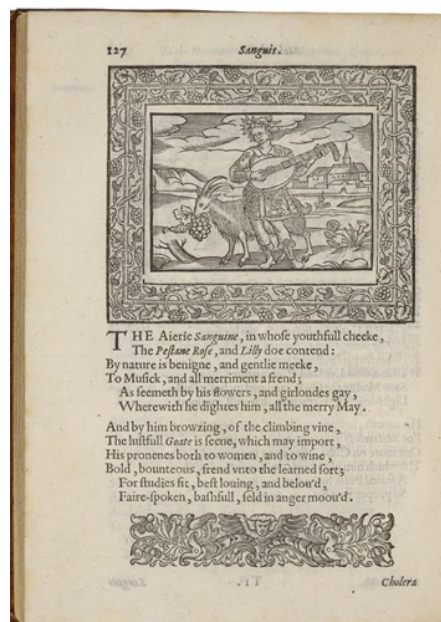 127 Sanguis.
THE Aierie Sanguine, in whose youthfull cheeke,
The Pestane Rose, and Lilly doe contend:
By nature is benigne, and gentlie meeke,
To Musick, and all merriment a frend;
As seemeth by his flowers, and girlondes gay,
Wherewith he dightes him, all the merry May.
And by him browzing, of the climbing vine,
The lustfull Goate is seene, which may import,
His pronenes both to women, and to wine,
Bold, bounteous, frend vnto the learned sort;
For studies fit, best louing, and belou'd,
Faire-spoken, bashfull, seld in anger moou'd.
Cholera